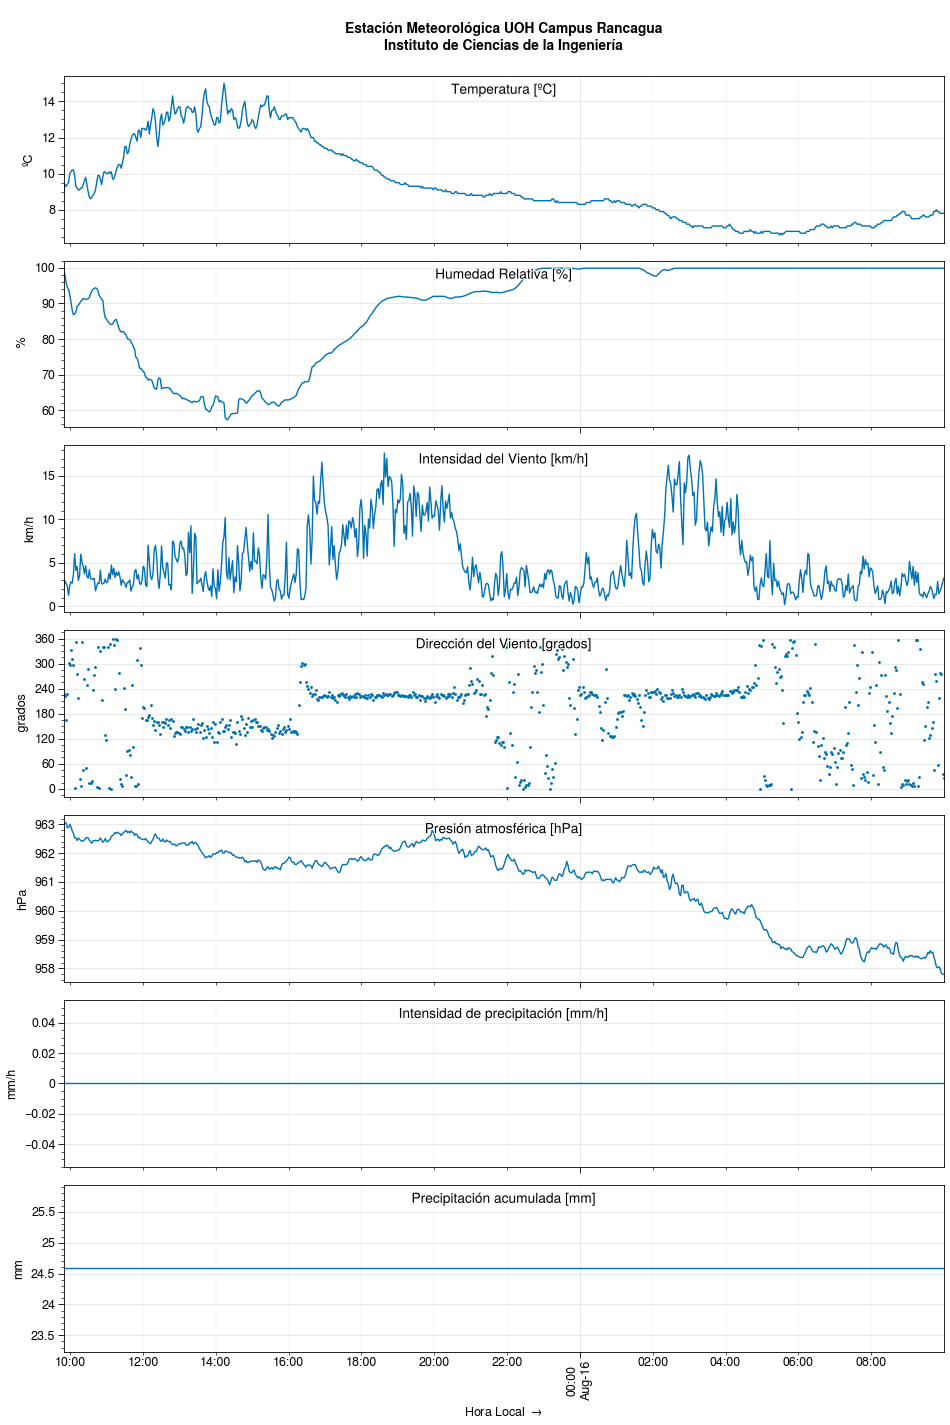 Estación Meteorológica UOH Campus Rancagua
Instituto de Ciencias de la Ingeniería
Temperatura [ºC]
14
12
10
8
ºC
Humedad Relativa [%]
100
90
80
70
60
%
Intensidad del Viento [km/h]
15
10
5
0
km/h
Dirección del Viento [grados]
360
300
240
180
120
60
0
grados
Presión atmosférica [hPa]
963
962
961
960
959
958
hPa
Intensidad de precipitación [mm/h]
0.04
0.02
0
−0.02
−0.04
mm/h
Precipitación acumulada [mm]
25.5
25
24.5
24
23.5
mm
10:00 12:00 14:00 16:00 18:00 20:00 22:00 00:00 02:00 04:00 06:00 08:00
Aug-16
Hora Local →